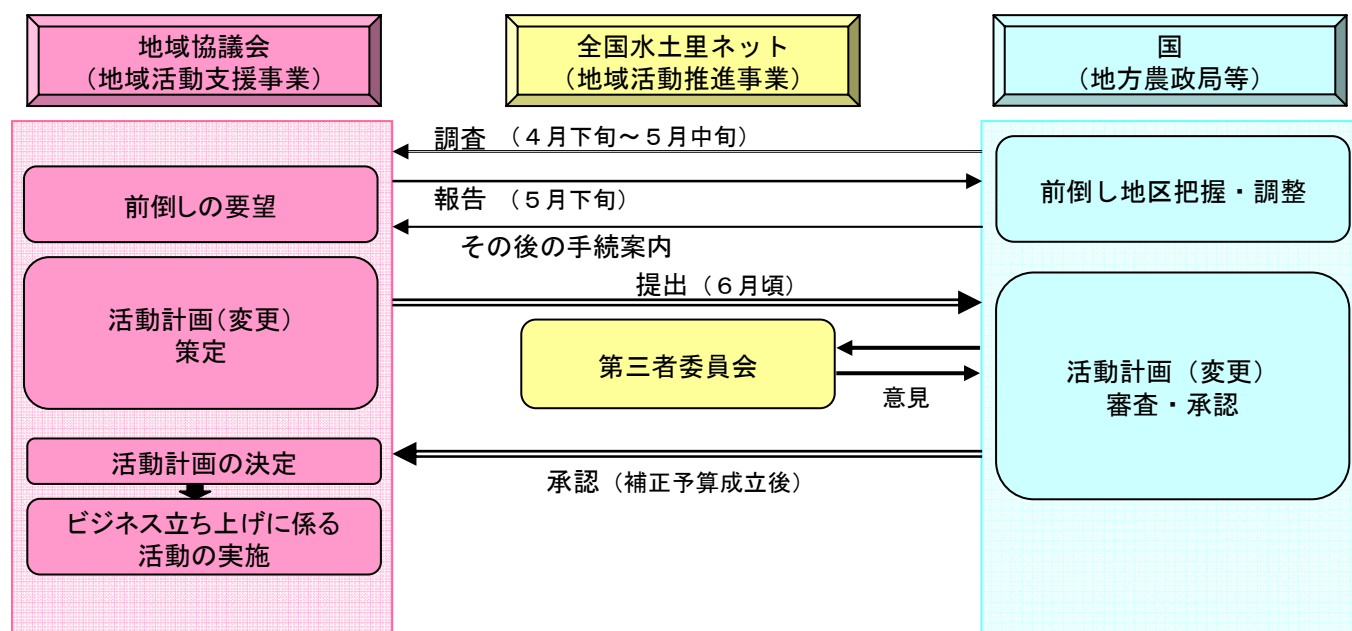 地域協議会
（地域活動支援事業）
全国水土里ネット
（地域活動推進事業）
国
（地方農政局等）
調査 （４月下旬～５月中旬）
前倒しの要望
前倒し地区把握・調整
報告 （５月下旬）
その後の手続案内
提出（６月頃）
活動計画（変更）
策定
第三者委員会
意見
活動計画（変更）
審査・承認
活動計画の決定
承認（補正予算成立後）
ビジネス立ち上げに係る
活動の実施